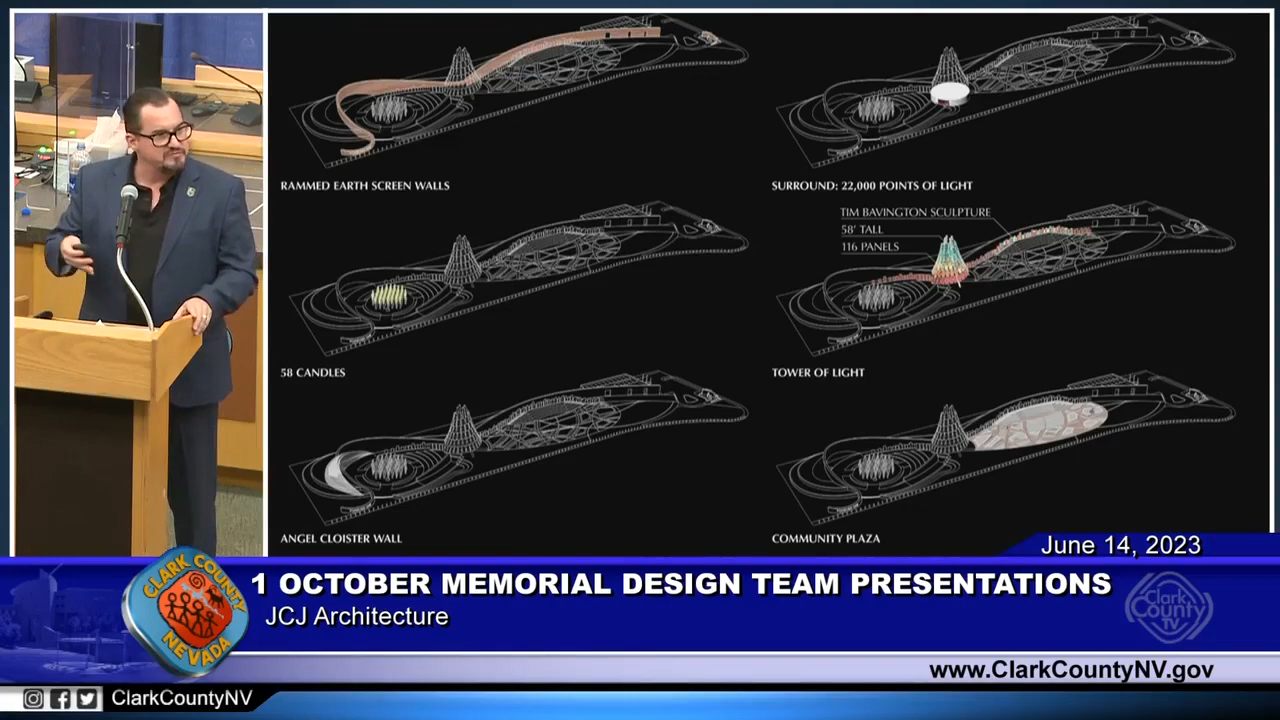 RAMMED EARTH SCREEN WALLS
SURROUND: 22,000 POINTS OF LIGHT
TIM BAVINGTON SCULPTURE
58' TALL
116 PANELS
58 CANDLES
TOWER OF LIGHT
ANGEL CLOISTER WALL
COMMUNITY PLAZA
June 14, 2023
1 OCTOBER MEMORIAL DESIGN TEAM PRESENTATIONS
JCJ Architecture
CLARK COUNTY
NEVADA
Clark
County
TV
www.ClarkCountyNV.gov
ClarkCountyNV